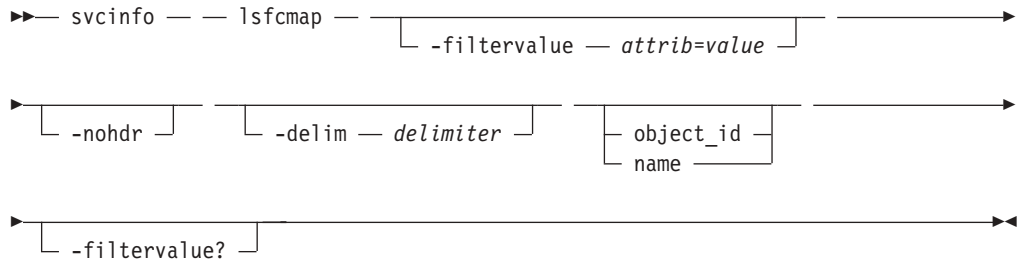 svcinfo lsfcmap
-filtervalue attrib=value
-nohdr -delim delimiter object_id
name
-filtervalue?